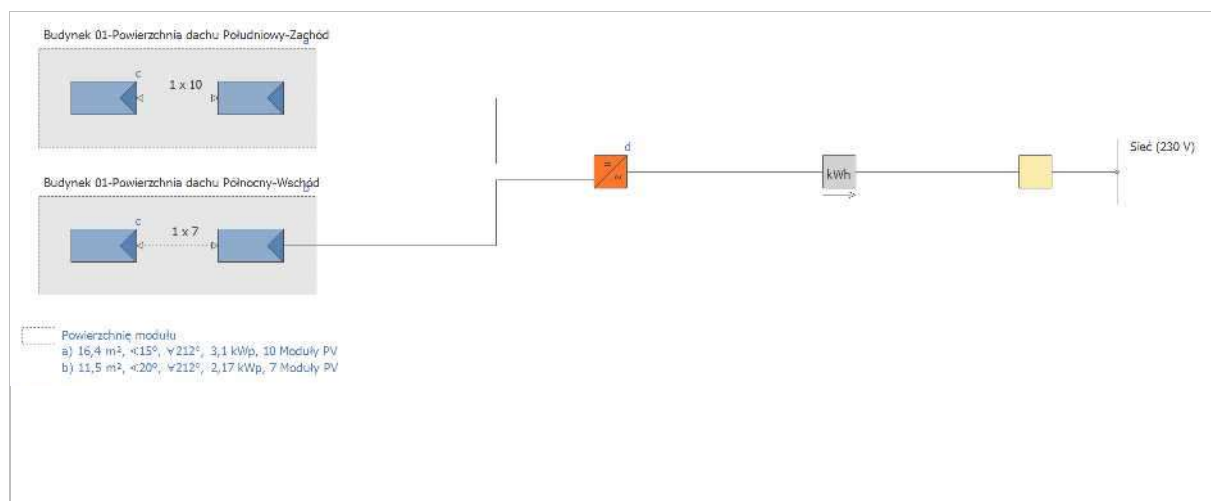 Budynek 01-Powierzchnia dachu Południowy-Zachód
a
c
1 x 10
Sieć (230 V)
d
=
~
kWh
Budynek 01-Powierzchnia dachu Północny-Wschód
b
c
1 x 7
Powierzchnię modułu
a) 16,4 m², ∢15°, ∀212°, 3,1 kWp, 10 Moduły PV
b) 11,5 m², ∢20°, ∀212°, 2,17 kWp, 7 Moduły PV